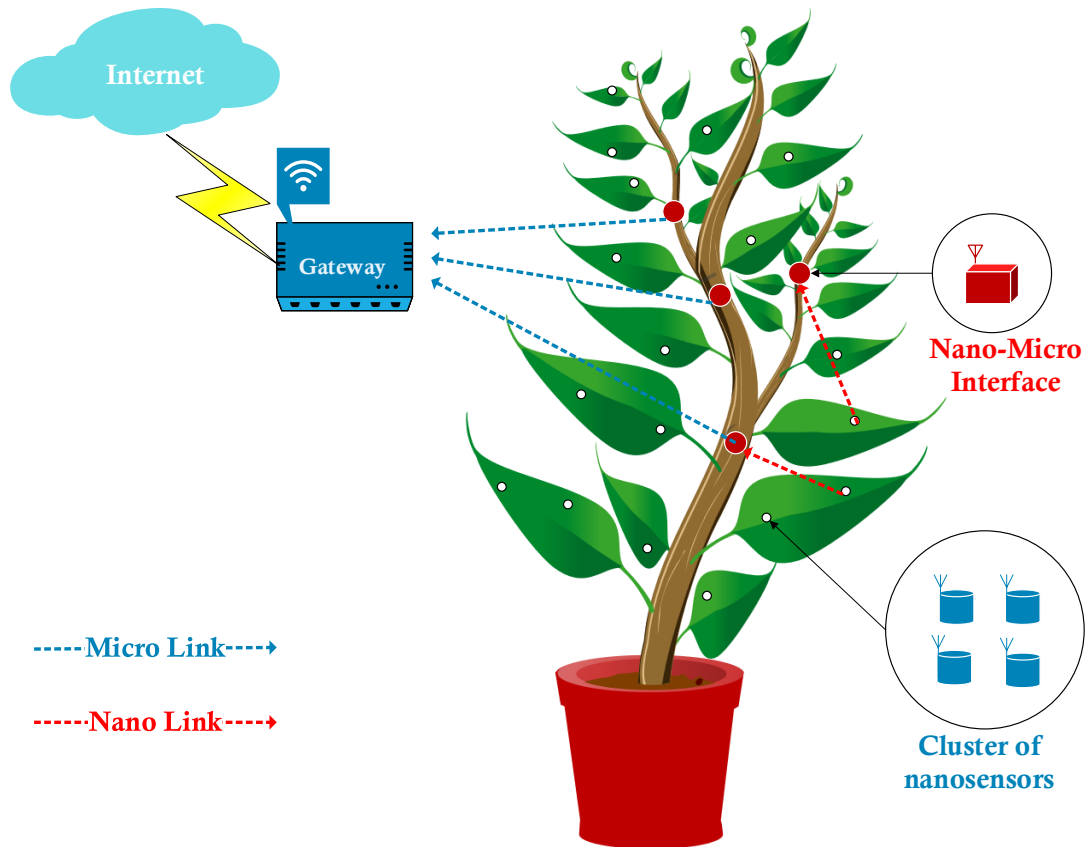 Internet
Gateway
Nano-Micro
Interface
Micro Link
Nano Link
Cluster of
nanosensors